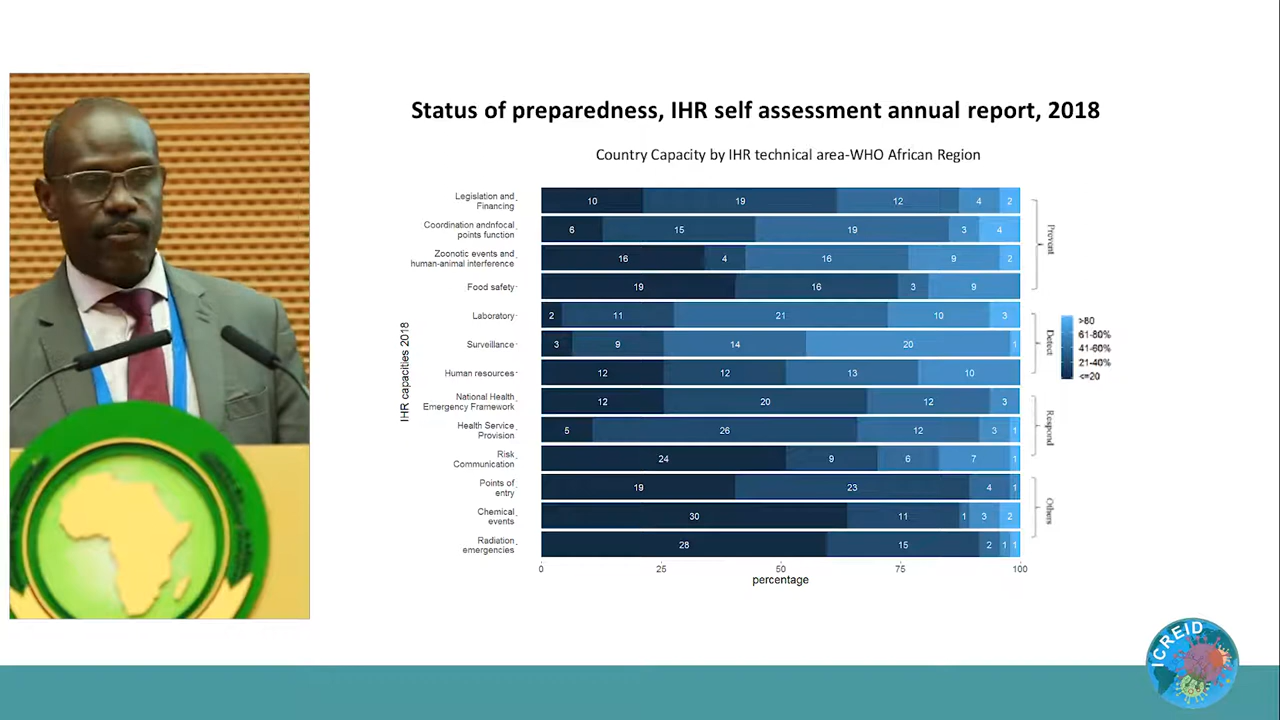 Status of preparedness, IHR self assessment annual report, 2018
Country Capacity by IHR technical area-WHO African Region
IHR capacities 2018
Legislation and
Financing
10 19 12 4 2
Coordination andnfocal
points function
6 15 19 3 4
Zoonotic events and
human-animal interference
16 4 16 9 2
Food safety
19 16 3 9
Laboratory
2 11 21 10 3
Surveillance
3 9 14 20 1
Human resources
12 12 13 10
National Health
Emergency Framework
12 20 12 3
Health Service
Provision
5 26 12 3 1
Risk
Communication
24 9 6 7 1
Points of
entry
19 23 4 1
Chemical
events
30 11 1 3 2
Radiation
emergencies
28 15 2 1 1
0 25 50 75 100
percentage
Prevent
Detect
Respond
Others
>80
61-80%
41-60%
21-40%
<=20
ICREID